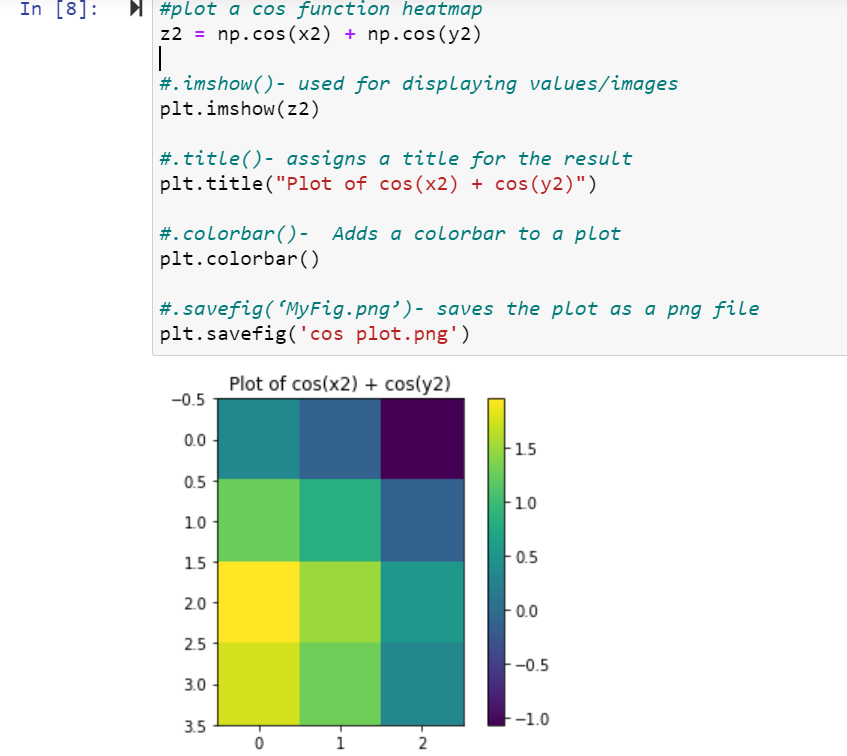 In [8]:
#plot a cos function heatmap
z2 = np.cos(x2) + np.cos(y2)
#.imshow()- used for displaying values/images
plt.imshow(z2)
#.title()- assigns a title for the result
plt.title("Plot of cos(x2) + cos(y2)")
#.colorbar()-  Adds a colorbar to a plot
plt.colorbar()
#.savefig(‘MyFig.png’)- saves the plot as a png file
plt.savefig('cos plot.png')
Plot of cos(x2) + cos(y2)
−0.5
0.0
0.5
1.0
1.5
2.0
2.5
3.0
3.5
0
1
2
1.5
1.0
0.5
0.0
−0.5
−1.0